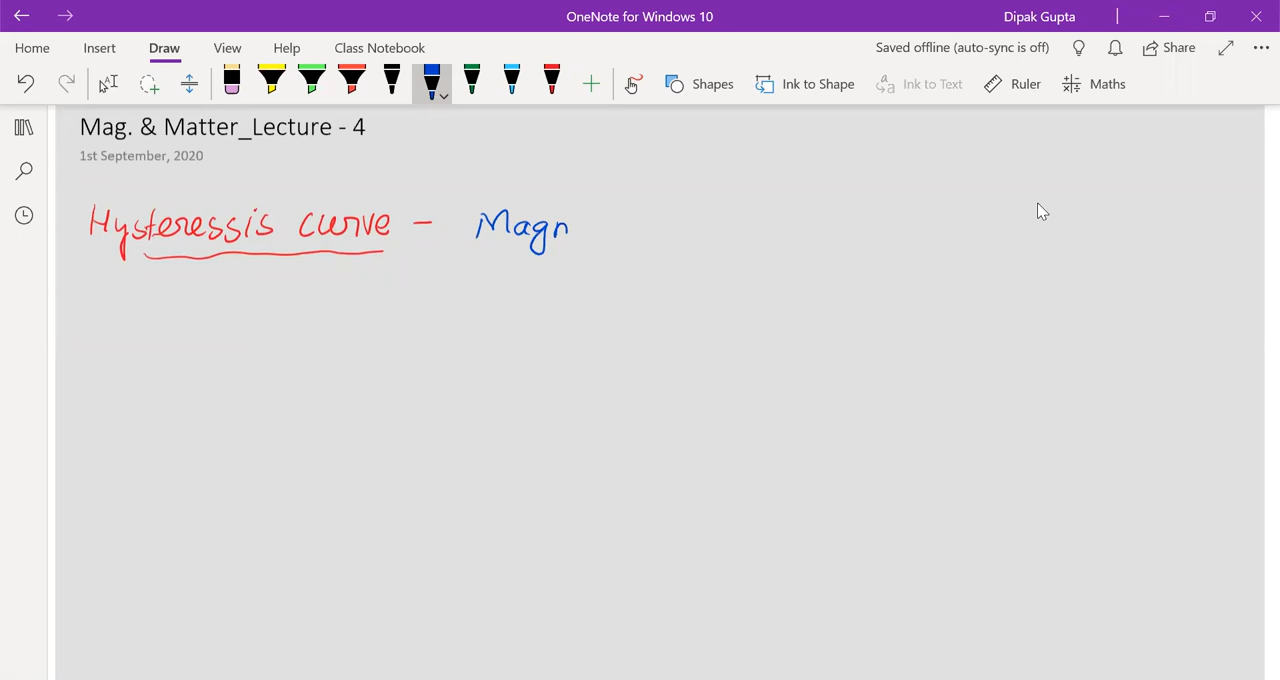 OneNote for Windows 10
Dipak Gupta
Home Insert Draw View Help Class Notebook
Saved offline (auto-sync is off)
Share
Shapes
Ink to Shape
Ink to Text
Ruler
Maths
Mag. & Matter_Lecture - 4
1st September, 2020
Hysteressis curve - Magn